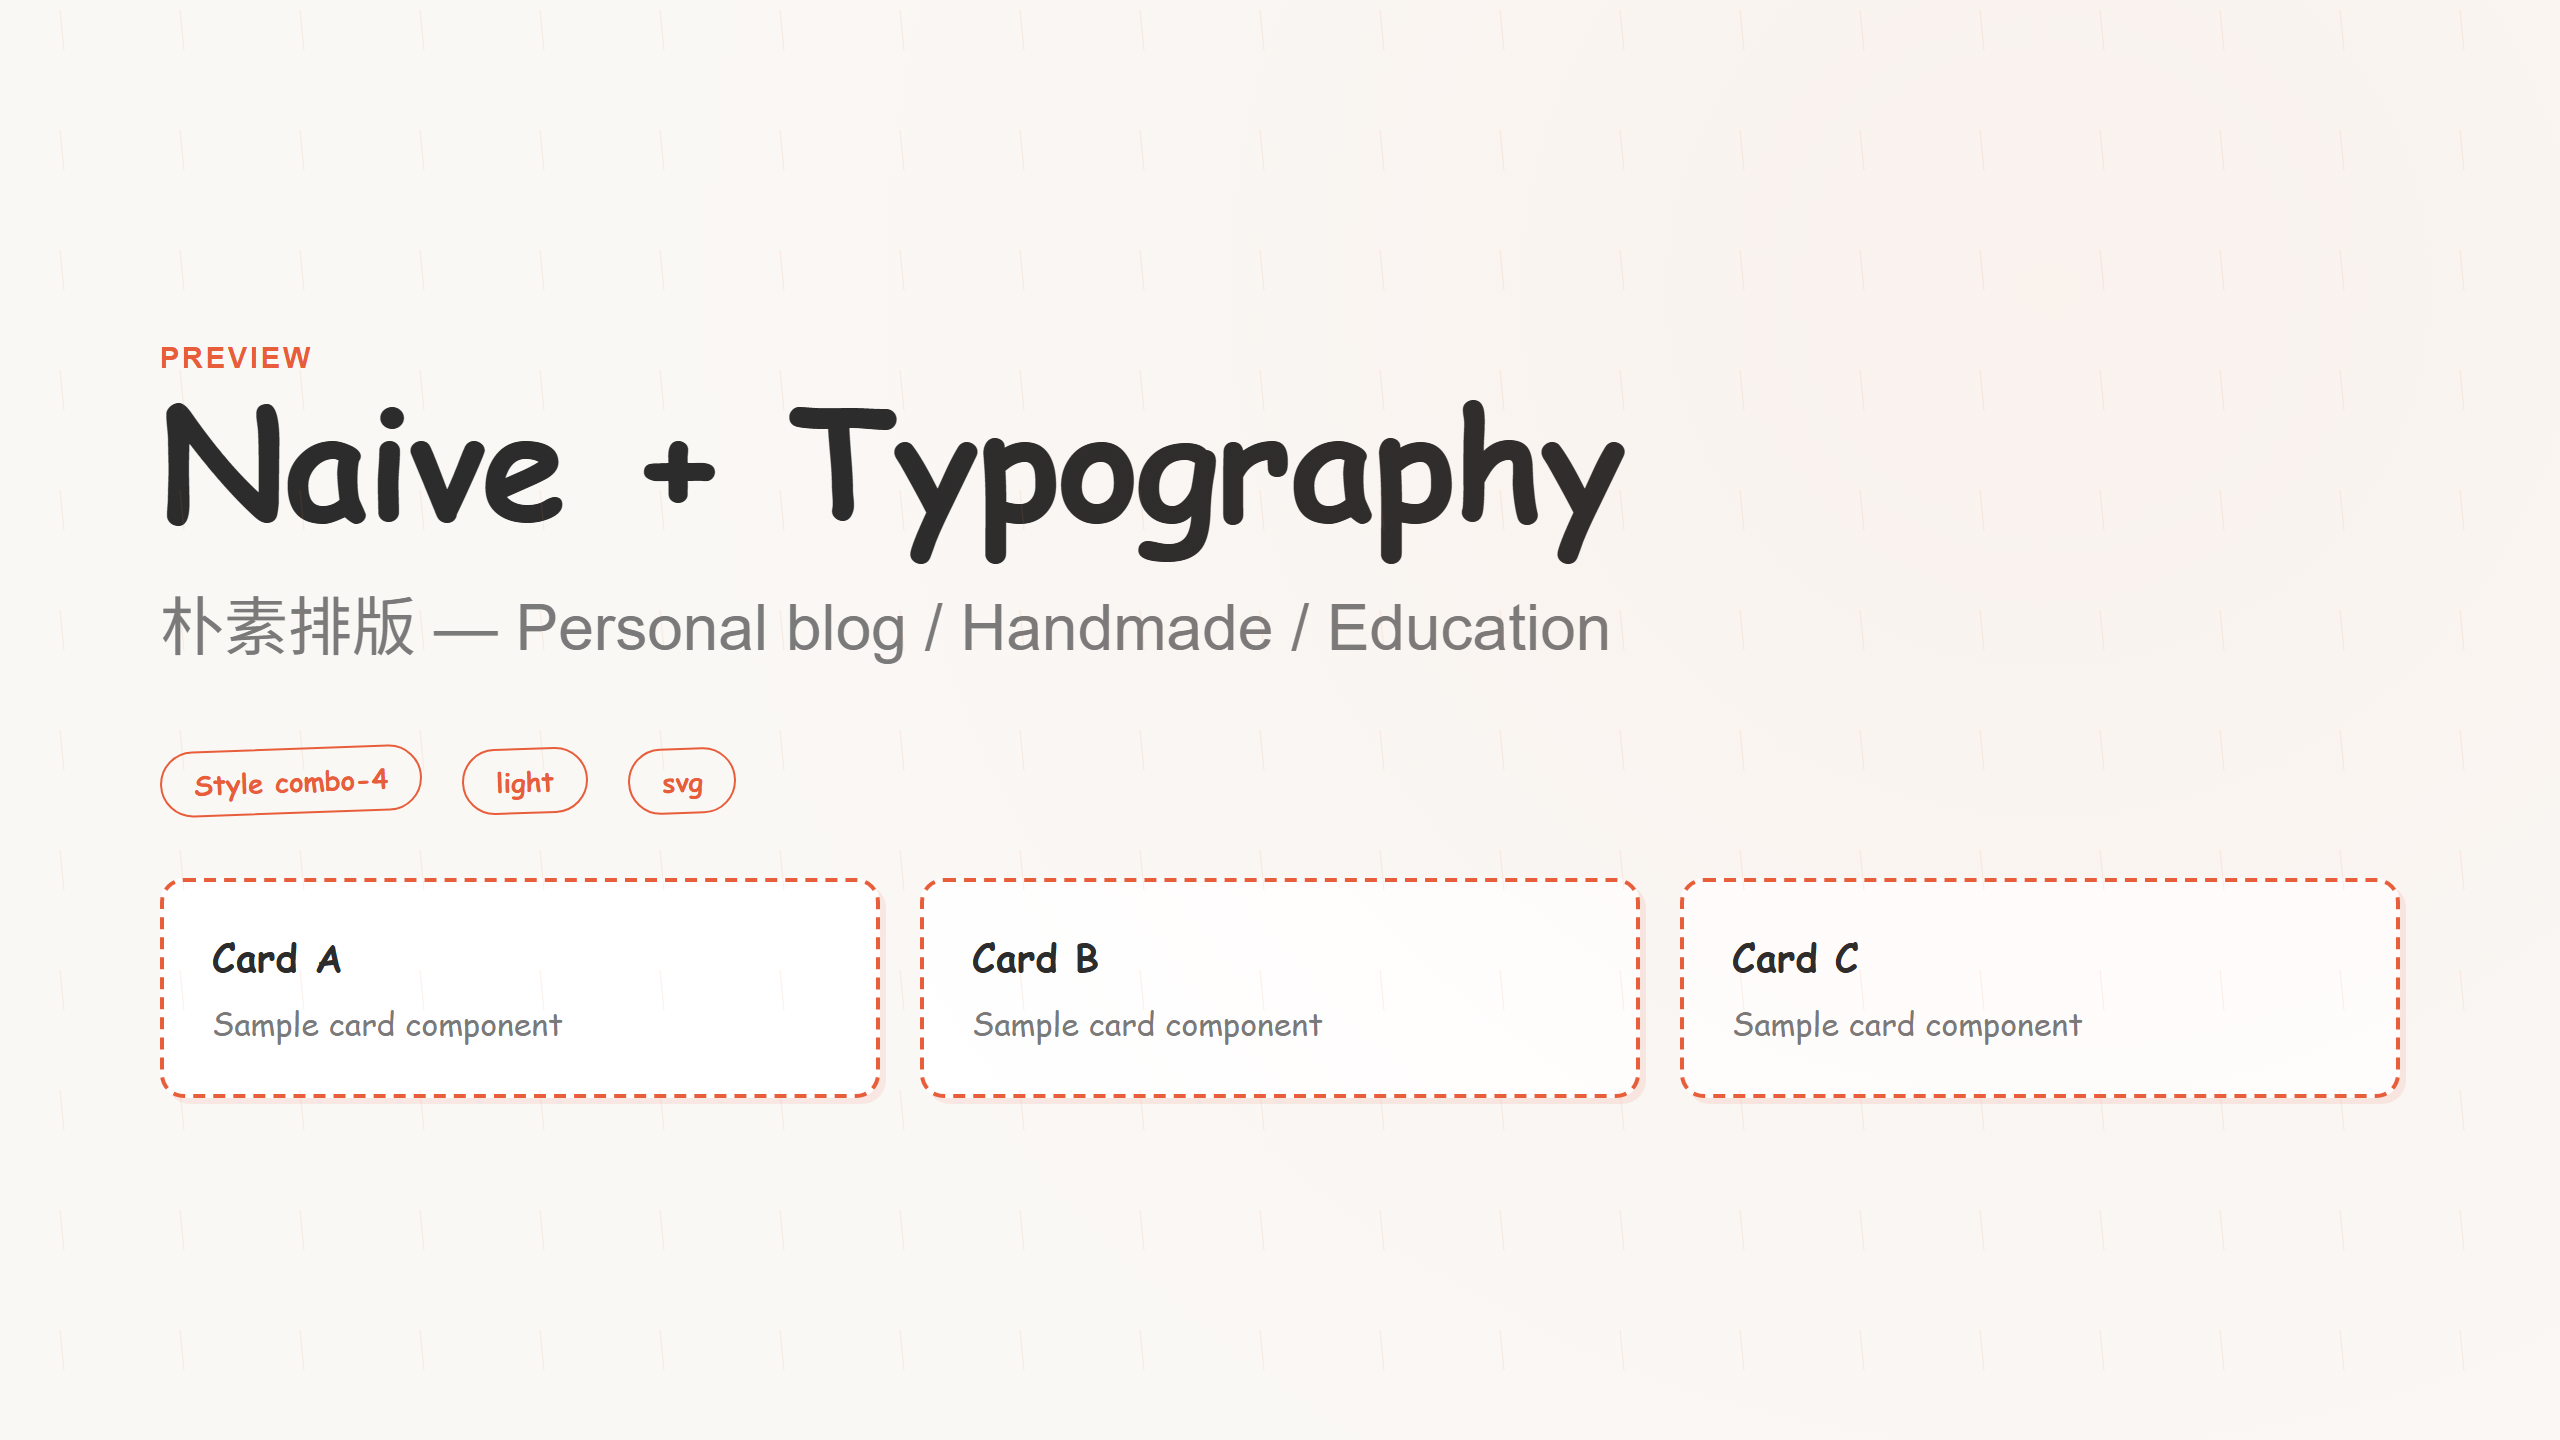 PREVIEW
Naive + Typography
朴素排版 — Personal blog / Handmade / Education
Style combo-4
light
svg
Card A
Sample card component
Card B
Sample card component
Card C
Sample card component